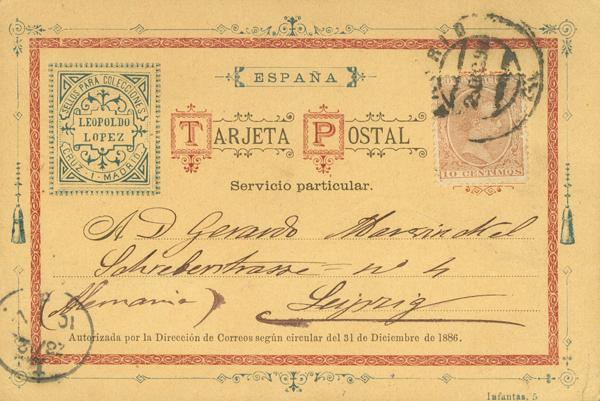 ESPAÑA
SELLOS PARA COLECCIONES
LEOPOLDO
LOPEZ
CRUZ-1-MADRID
TARJETA POSTAL
10 CENTIMOS
Servicio particular.
A D Gerardo
Schreberstrasse nº 4
(Alemania) Leipzig
Autorizada por la Dirección de Correos según circular del 31 de Diciembre de 1886.
Infantas, 5